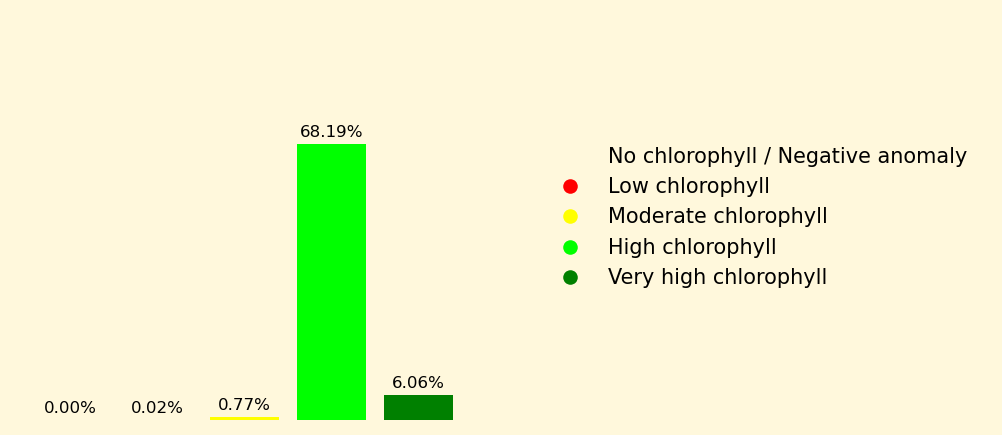 68.19%
0.00%
0.02%
0.77%
6.06%
No chlorophyll / Negative anomaly
Low chlorophyll
Moderate chlorophyll
High chlorophyll
Very high chlorophyll